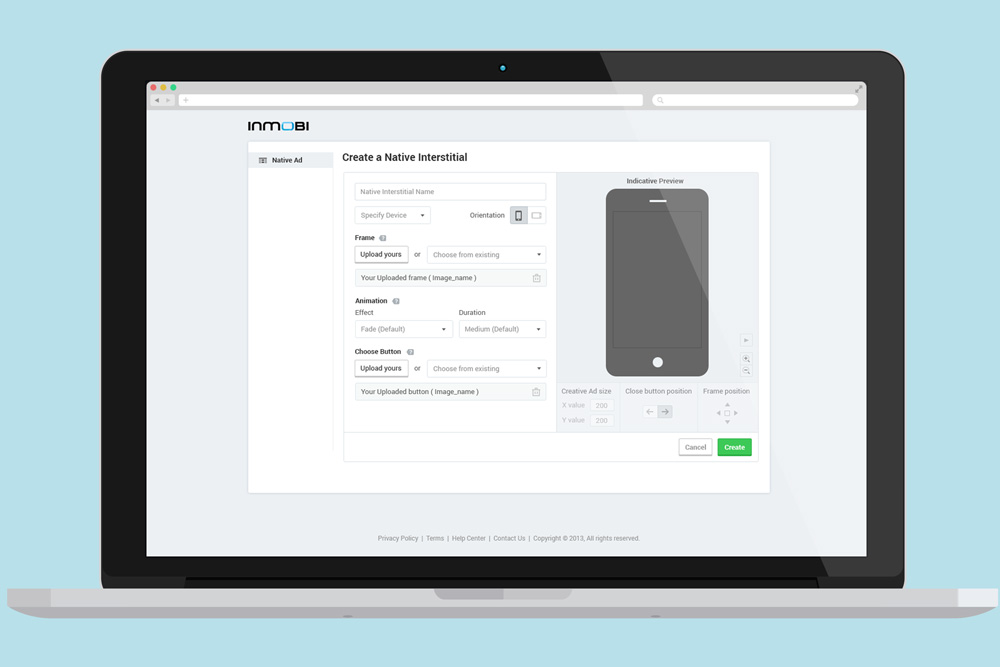 INMOBI
Native Ad
Create a Native Interstitial
Native Interstitial Name
Specify Device
Orientation
Frame ?
Upload yours or Choose from existing
Your Uploaded frame ( Image_name )
Animation ?
Effect Duration
Fade (Default) Medium (Default)
Choose Button ?
Upload yours or Choose from existing
Your Uploaded button ( Image_name )
Indicative Preview
Creative Ad size Close button position Frame position
X value 200
Y value 200
Cancel Create
Privacy Policy | Terms | Help Center | Contact Us | Copyright © 2013, All rights reserved.